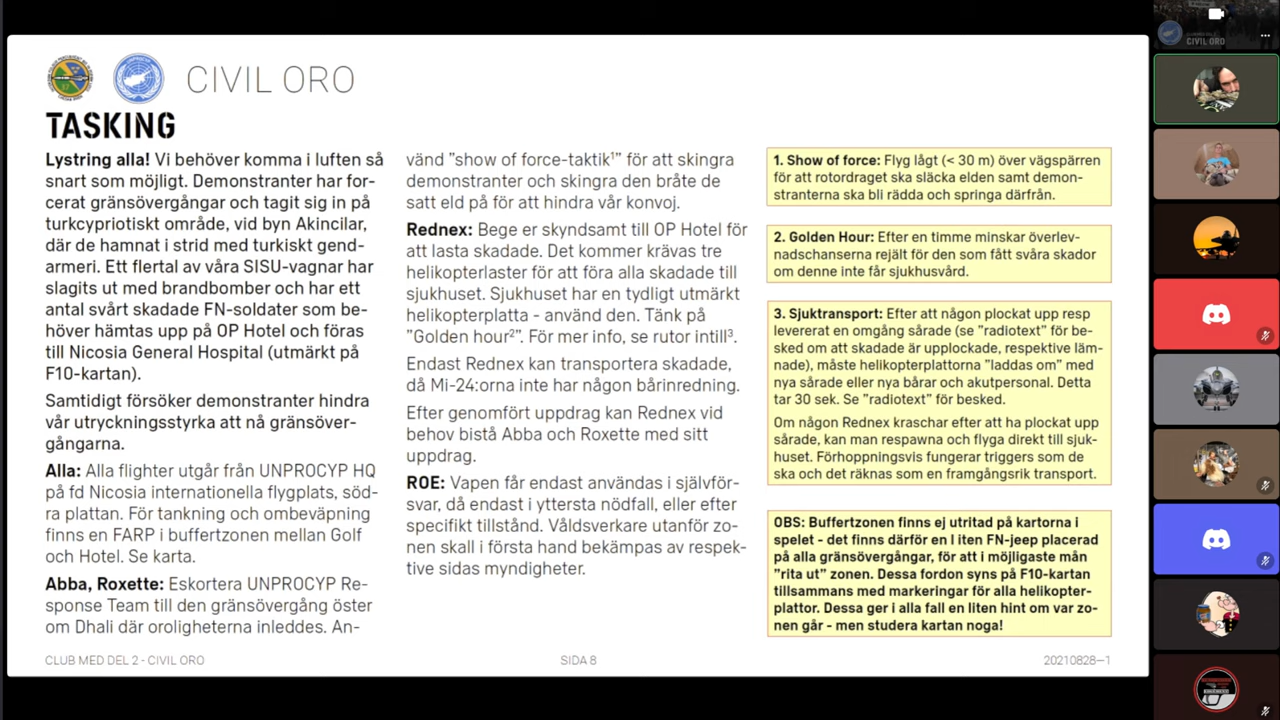 CIVIL ORO
TASKING
Lystring alla! Vi behöver komma i luften så
snart som möjligt. Demonstranter har for-
cerat gränsövergångar och tagit sig in på
turkcypriotiskt område, vid byn Akincilar,
där de hamnat i strid med turkiskt gend-
armeri. Ett flertal av våra SISU-vagnar har
slagits ut med brandbomber och har ett
antal svårt skadade FN-soldater som be-
höver hämtas upp på OP Hotel och föras
till Nicosia General Hospital (utmärkt på
F10-kartan).
Samtidigt försöker demonstranter hindra
vår utryckningsstyrka att nå gränsöver-
gångarna.
Alla: Alla flighter utgår från UNPROCYP HQ
på fd Nicosia internationella flygplats, söd-
ra plattan. För tankning och ombeväpning
finns en FARP i buffertzonen mellan Golf
och Hotel. Se karta.
Abba, Roxette: Eskortera UNPROCYP Re-
sponse Team till den gränsövergång öster
om Dhali där oroligheterna inleddes. An-
vänd ”show of force-taktik¹” för att skingra
demonstranter och skingra den bråte de
satt eld på för att hindra vår konvoj.
Rednex: Bege er skyndsamt till OP Hotel för
att lasta skadade. Det kommer krävas tre
helikopterlaster för att föra alla skadade till
sjukhuset. Sjukhuset har en tydligt utmärkt
helikopterplatta - använd den. Tänk på
”Golden hour²”. För mer info, se rutor intill³.
Endast Rednex kan transportera skadade,
då Mi-24:orna inte har någon bårinredning.
Efter genomfört uppdrag kan Rednex vid
behov bistå Abba och Roxette med sitt
uppdrag.
ROE: Vapen får endast användas i självför-
svar, då endast i yttersta nödfall, eller efter
specifikt tillstånd. Våldsverkare utanför zo-
nen skall i första hand bekämpas av respek-
tive sidas myndigheter.
1. Show of force: Flyg lågt (< 30 m) över vägspärren
för att rotordraget ska släcka elden samt demon-
stranterna ska bli rädda och springa därfrån.
2. Golden Hour: Efter en timme minskar överlev-
nadschanserna rejält för den som fått svåra skador
om denne inte får sjukhusvård.
3. Sjuktransport: Efter att någon plockat upp resp
levererat en omgång sårade (se ”radiotext” för be-
sked om att skadade är upplockade, respektive läm-
nade), måste helikopterplattorna ”laddas om” med
nya sårade eller nya bårar och akutpersonal. Detta
tar 30 sek. Se ”radiotext” för besked.
Om någon Rednex kraschar efter att ha plockat upp
sårade, kan man respawna och flyga direkt till sjuk-
huset. Förhoppningsvis fungerar triggers som de
ska och det räknas som en framgångsrik transport.
OBS: Buffertzonen finns ej utritad på kartorna i
spelet - det finns därför en l iten FN-jeep placerad
på alla gränsövergångar, för att i möjligaste mån
”rita ut” zonen. Dessa fordon syns på F10-kartan
tillsammans med markeringar för alla helikopter-
plattor. Dessa ger i alla fall en liten hint om var zo-
nen går - men studera kartan noga!
CLUB MED DEL 2 - CIVIL ORO
SIDA 8
20210828—1
CIVIL ORO